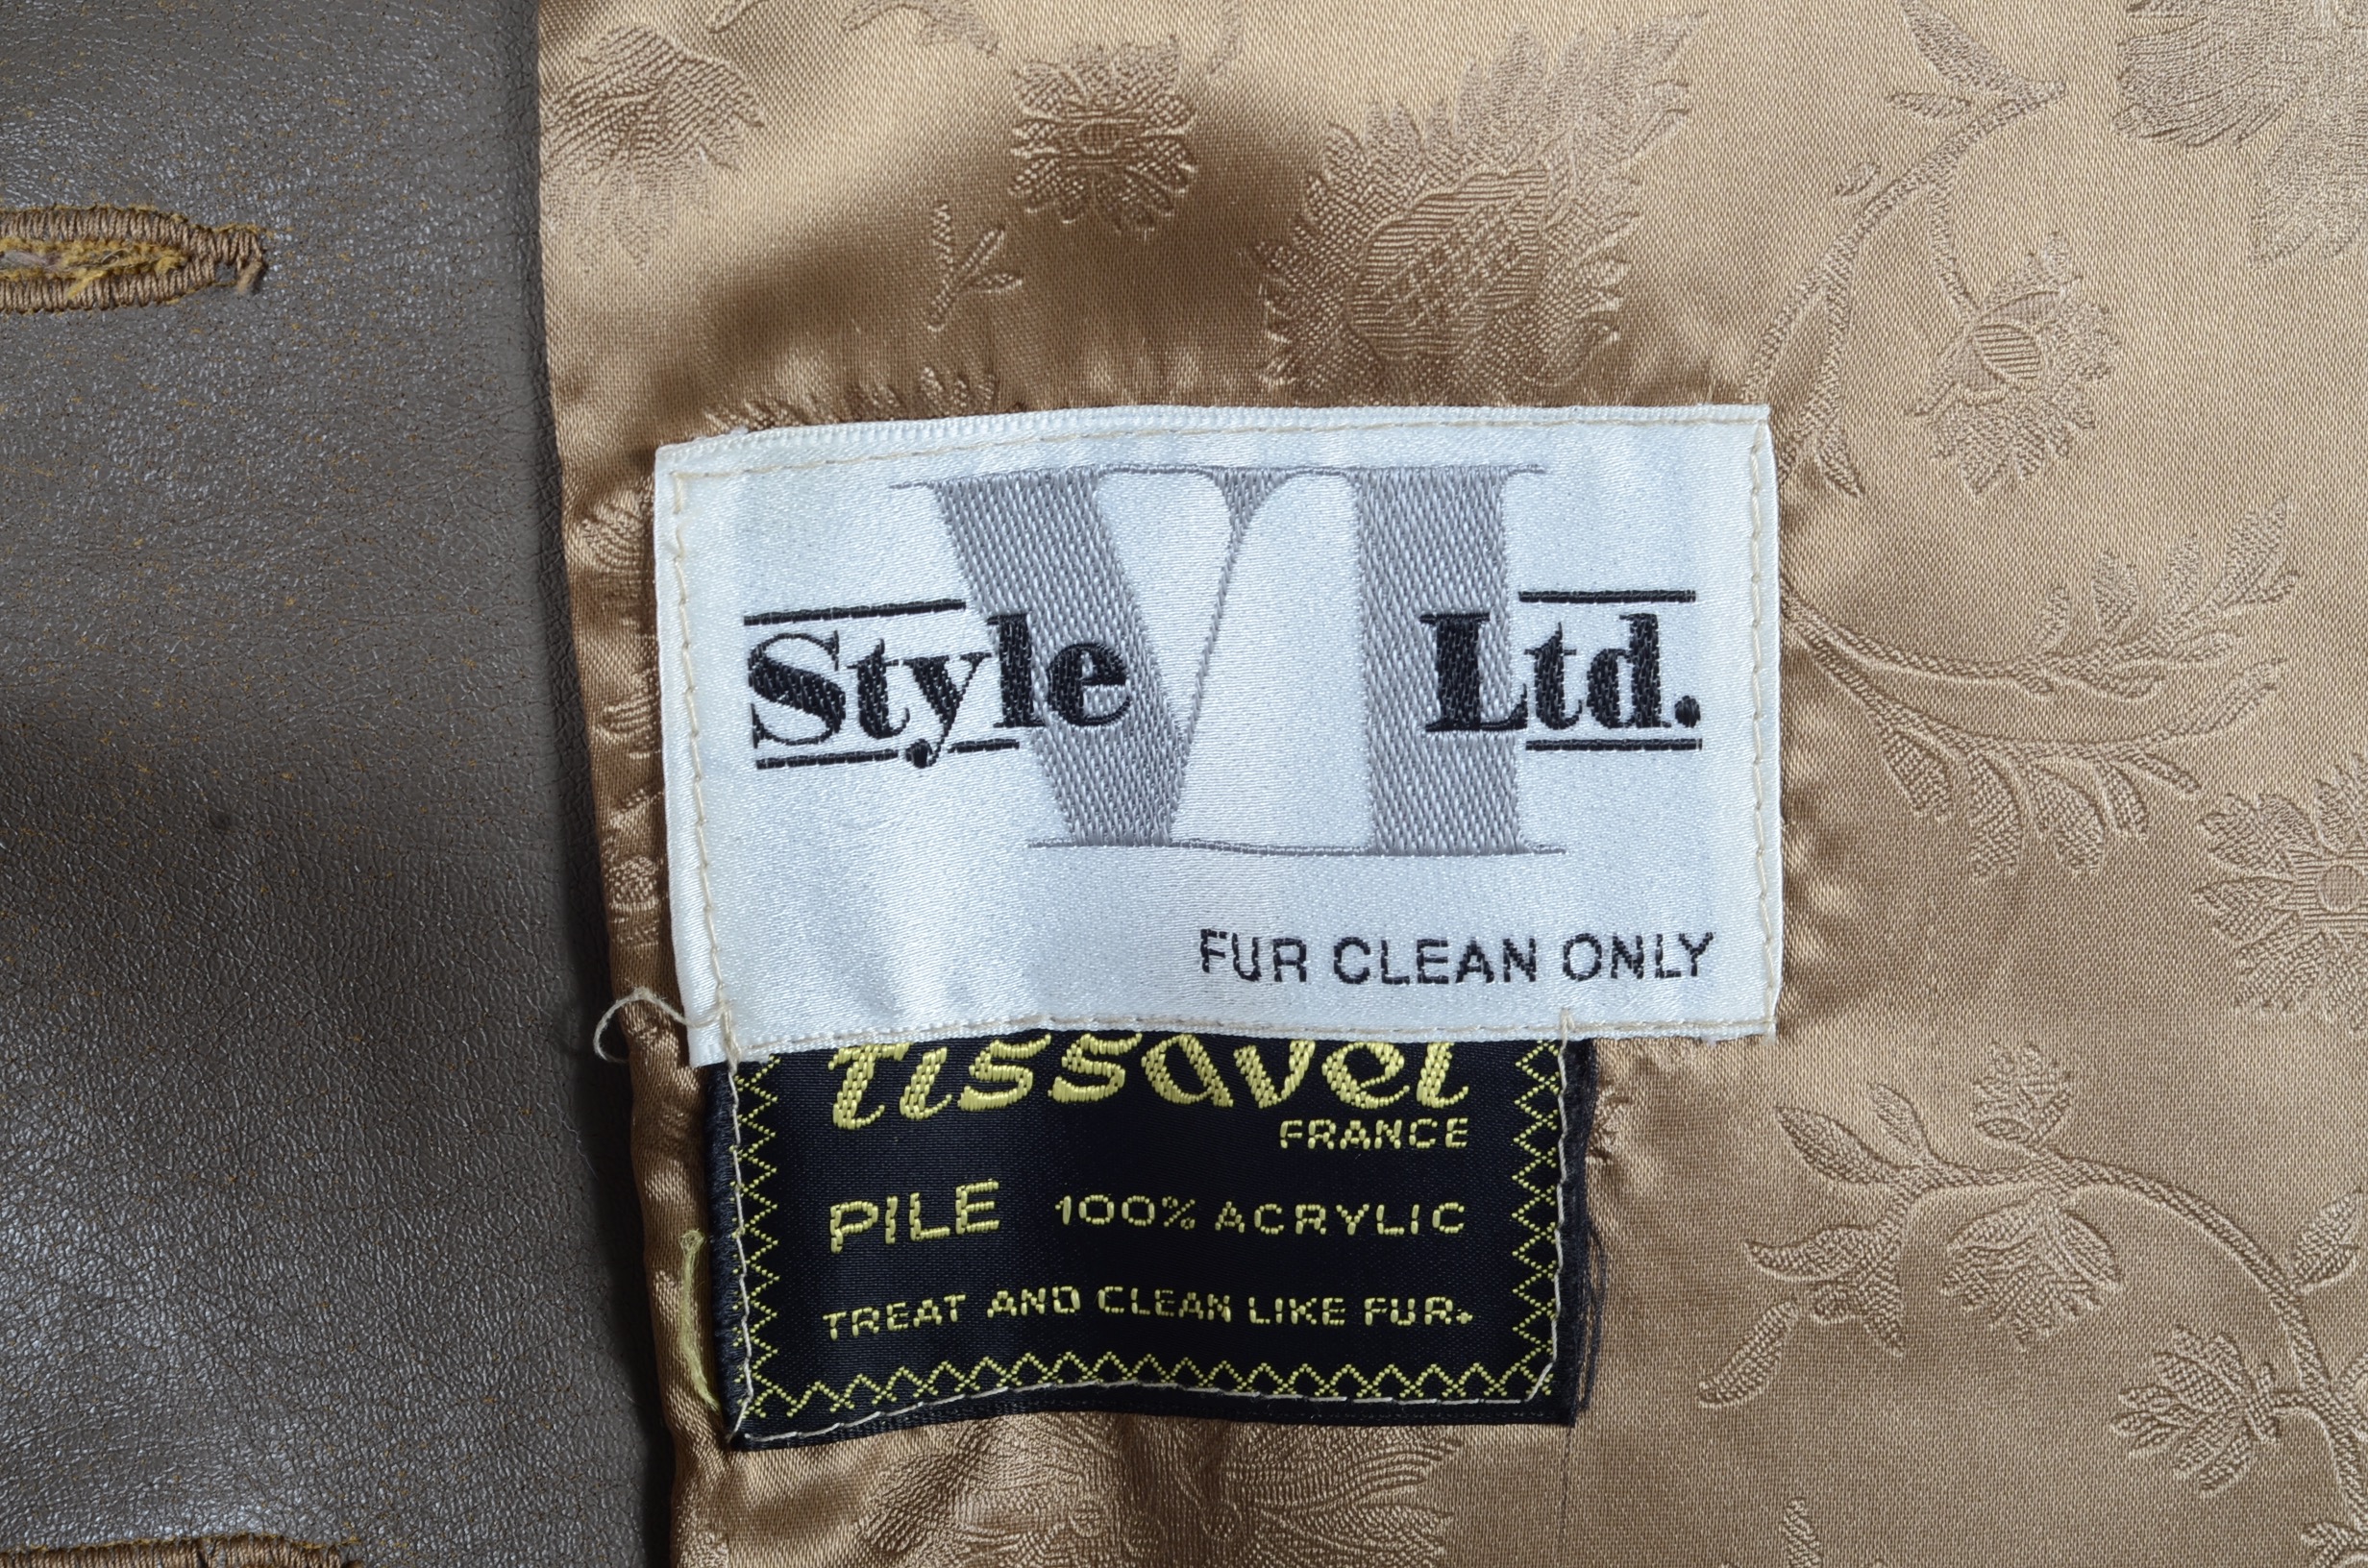 Style VI Ltd.
FUR CLEAN ONLY
tissavel
FRANCE
PILE 100% ACRYLIC
TREAT AND CLEAN LIKE FUR.